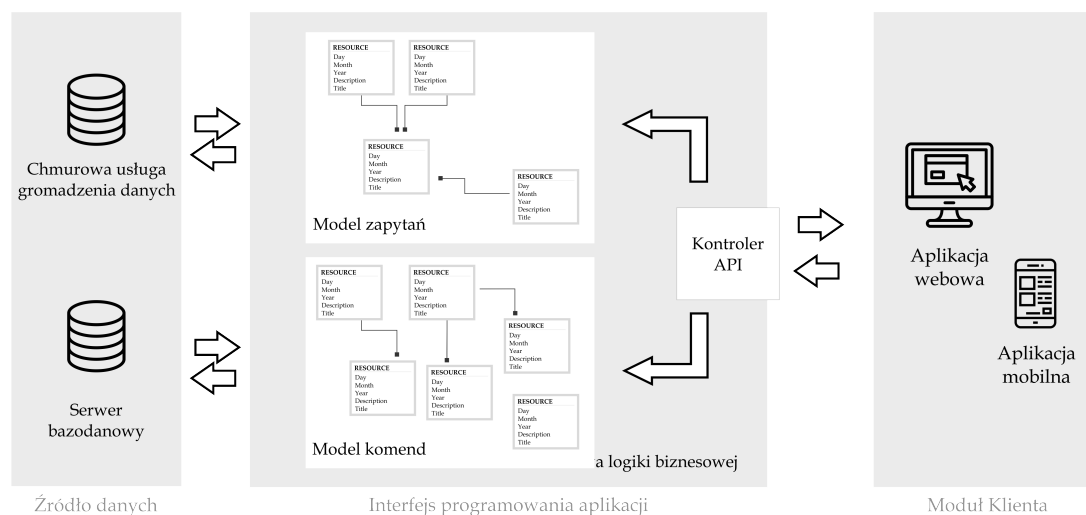 Chmurowa usługa
gromadzenia danych
Serwer
bazodanowy
Źródło danych
RESOURCE
Day
Month
Year
Description
Title
RESOURCE
Day
Month
Year
Description
Title
RESOURCE
Day
Month
Year
Description
Title
RESOURCE
Day
Month
Year
Description
Title
Model zapytań
RESOURCE
Day
Month
Year
Description
Title
RESOURCE
Day
Month
Year
Description
Title
RESOURCE
Day
Month
Year
Description
Title
RESOURCE
Day
Month
Year
Description
Title
RESOURCE
Day
Month
Year
Description
Title
RESOURCE
Day
Month
Year
Description
Title
Model komend
logiki biznesowej
Kontroler
API
Interfejs programowania aplikacji
Aplikacja
webowa
Aplikacja
mobilna
Moduł Klienta